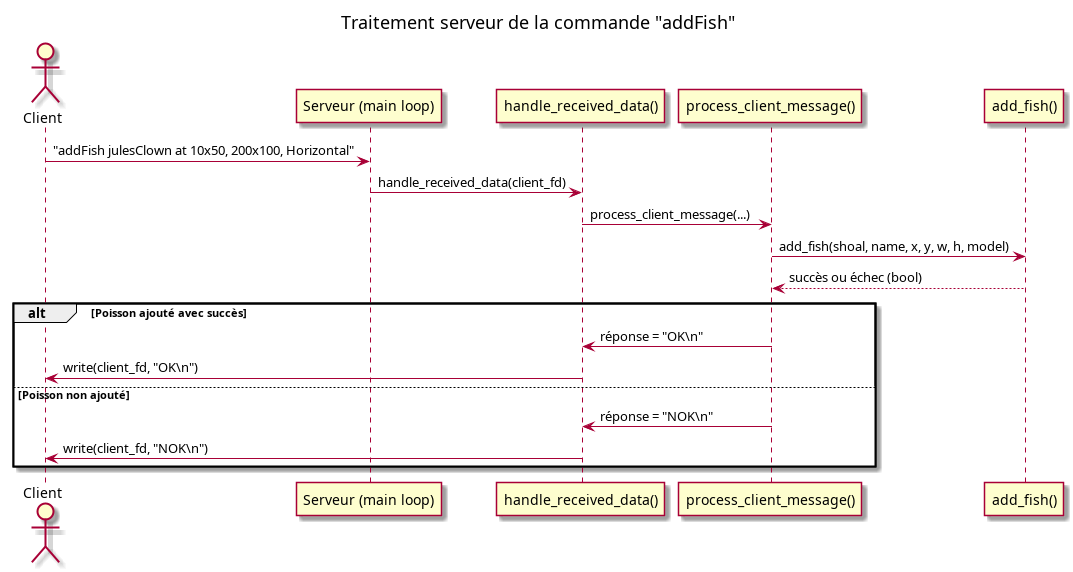 Traitement serveur de la commande "addFish"
Client
Serveur (main loop)
handle_received_data()
process_client_message()
add_fish()
"addFish julesClown at 10x50, 200x100, Horizontal"
handle_received_data(client_fd)
process_client_message(...)
add_fish(shoal, name, x, y, w, h, model)
succès ou échec (bool)
alt
[Poisson ajouté avec succès]
réponse = "OK\n"
write(client_fd, "OK\n")
[Poisson non ajouté]
réponse = "NOK\n"
write(client_fd, "NOK\n")
Client
Serveur (main loop)
handle_received_data()
process_client_message()
add_fish()